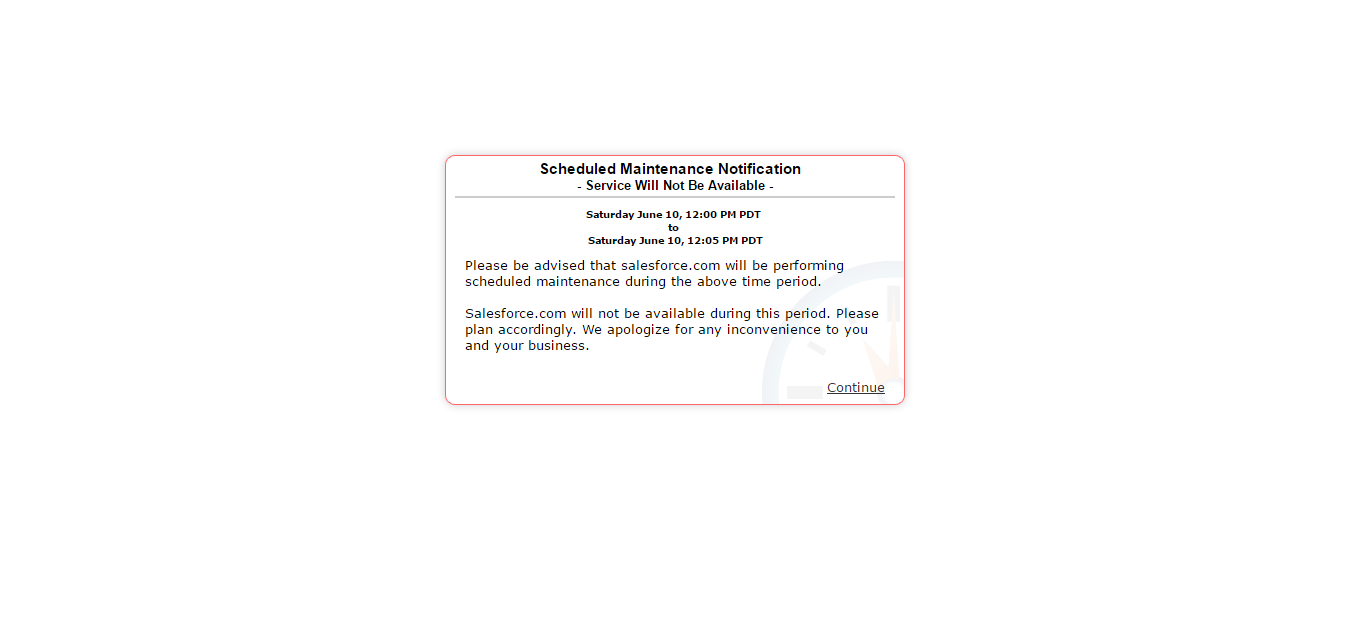 Scheduled Maintenance Notification
- Service Will Not Be Available -
Saturday June 10, 12:00 PM PDT
to
Saturday June 10, 12:05 PM PDT
Please be advised that salesforce.com will be performing
scheduled maintenance during the above time period.
Salesforce.com will not be available during this period. Please
plan accordingly. We apologize for any inconvenience to you
and your business.
Continue